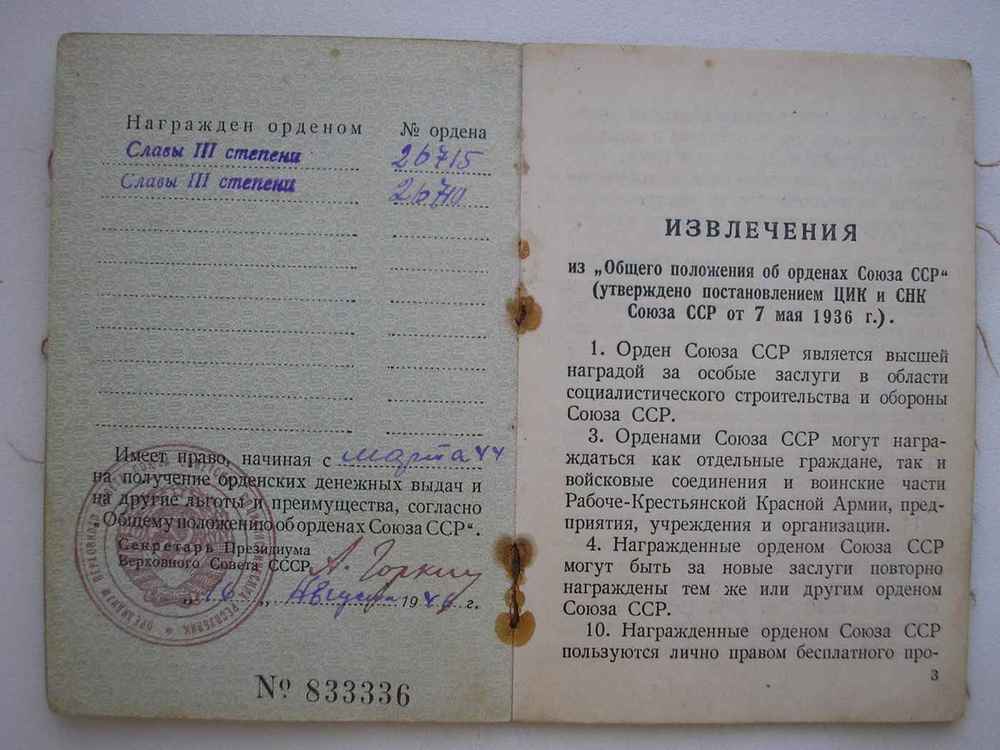 Награжден орденом № ордена
Славы III степени 26715
Славы III степени 26710
Имеет право, начиная с марта 44
на получение орденских денежных выдач и
на другие льготы и преимущества, согласно
„Общему положению об орденах Союза ССР“.
Секретарь Президиума
Верховного Совета СССР А. Горкин
„16„ Августа 1946 г.
№ 833336
ИЗВЛЕЧЕНИЯ
из „Общего положения об орденах Союза ССР“
(утверждено постановлением ЦИК и СНК
Союза ССР от 7 мая 1936 г.).
1. Орден Союза ССР является высшей
наградой за особые заслуги в области
социалистического строительства и обороны
Союза ССР.
3. Орденами Союза ССР могут награ-
ждаться как отдельные граждане, так и
войсковые соединения и воинские части
Рабоче-Крестьянской Красной Армии, пред-
приятия, учреждения и организации.
4. Награжденные орденом Союза ССР
могут быть за новые заслуги повторно
награждены тем же или другим орденом
Союза ССР.
10. Награжденные орденом Союза ССР
пользуются лично правом бесплатного про-
3